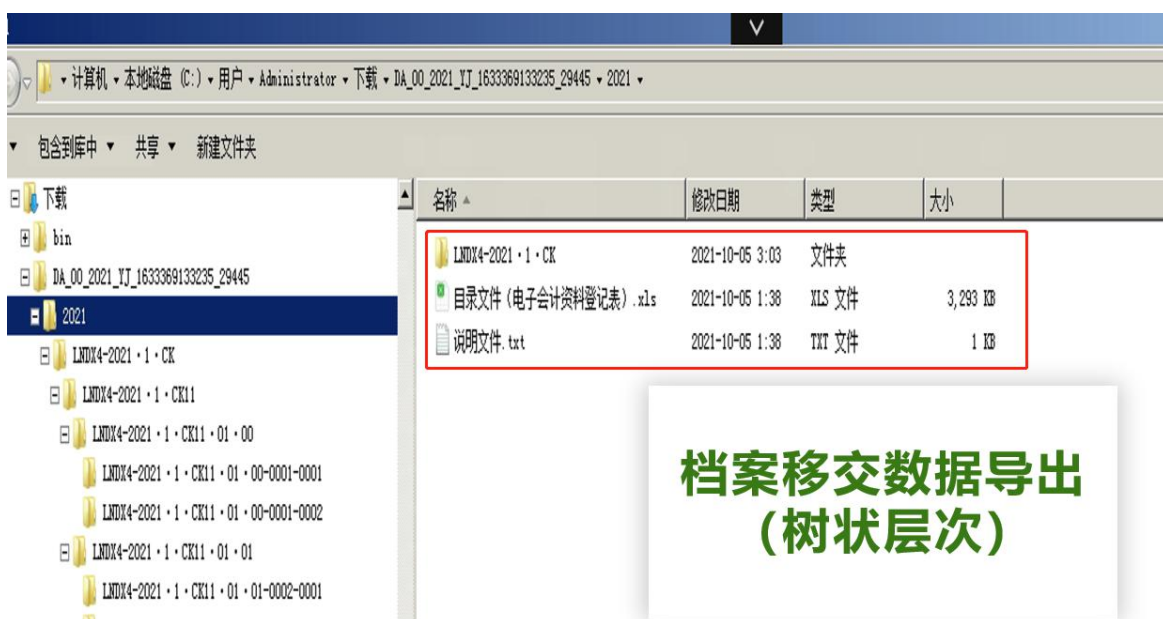 ▾ 计算机 ▾ 本地磁盘 (C:) ▾ 用户 ▾ Administrator ▾ 下载 ▾ DA_00_2021_YJ_1633369133235_29445 ▾ 2021 ▾
包含到库中 ▾ 共享 ▾ 新建文件夹
下载
bin
DA_00_2021_YJ_1633369133235_29445
2021
LNDX4-2021·1·CK
LNDX4-2021·1·CK11
LNDX4-2021·1·CK11·01·00
LNDX4-2021·1·CK11·01·00-0001-0001
LNDX4-2021·1·CK11·01·00-0001-0002
LNDX4-2021·1·CK11·01·01
LNDX4-2021·1·CK11·01·01-0002-0001
名称 修改日期 类型 大小
LNDX4-2021·1·CK 2021-10-05 3:03 文件夹
目录文件(电子会计资料登记表).xls 2021-10-05 1:38 XLS 文件 3,293 KB
说明文件.txt 2021-10-05 1:38 TXT 文件 1 KB
档案移交数据导出
(树状层次)